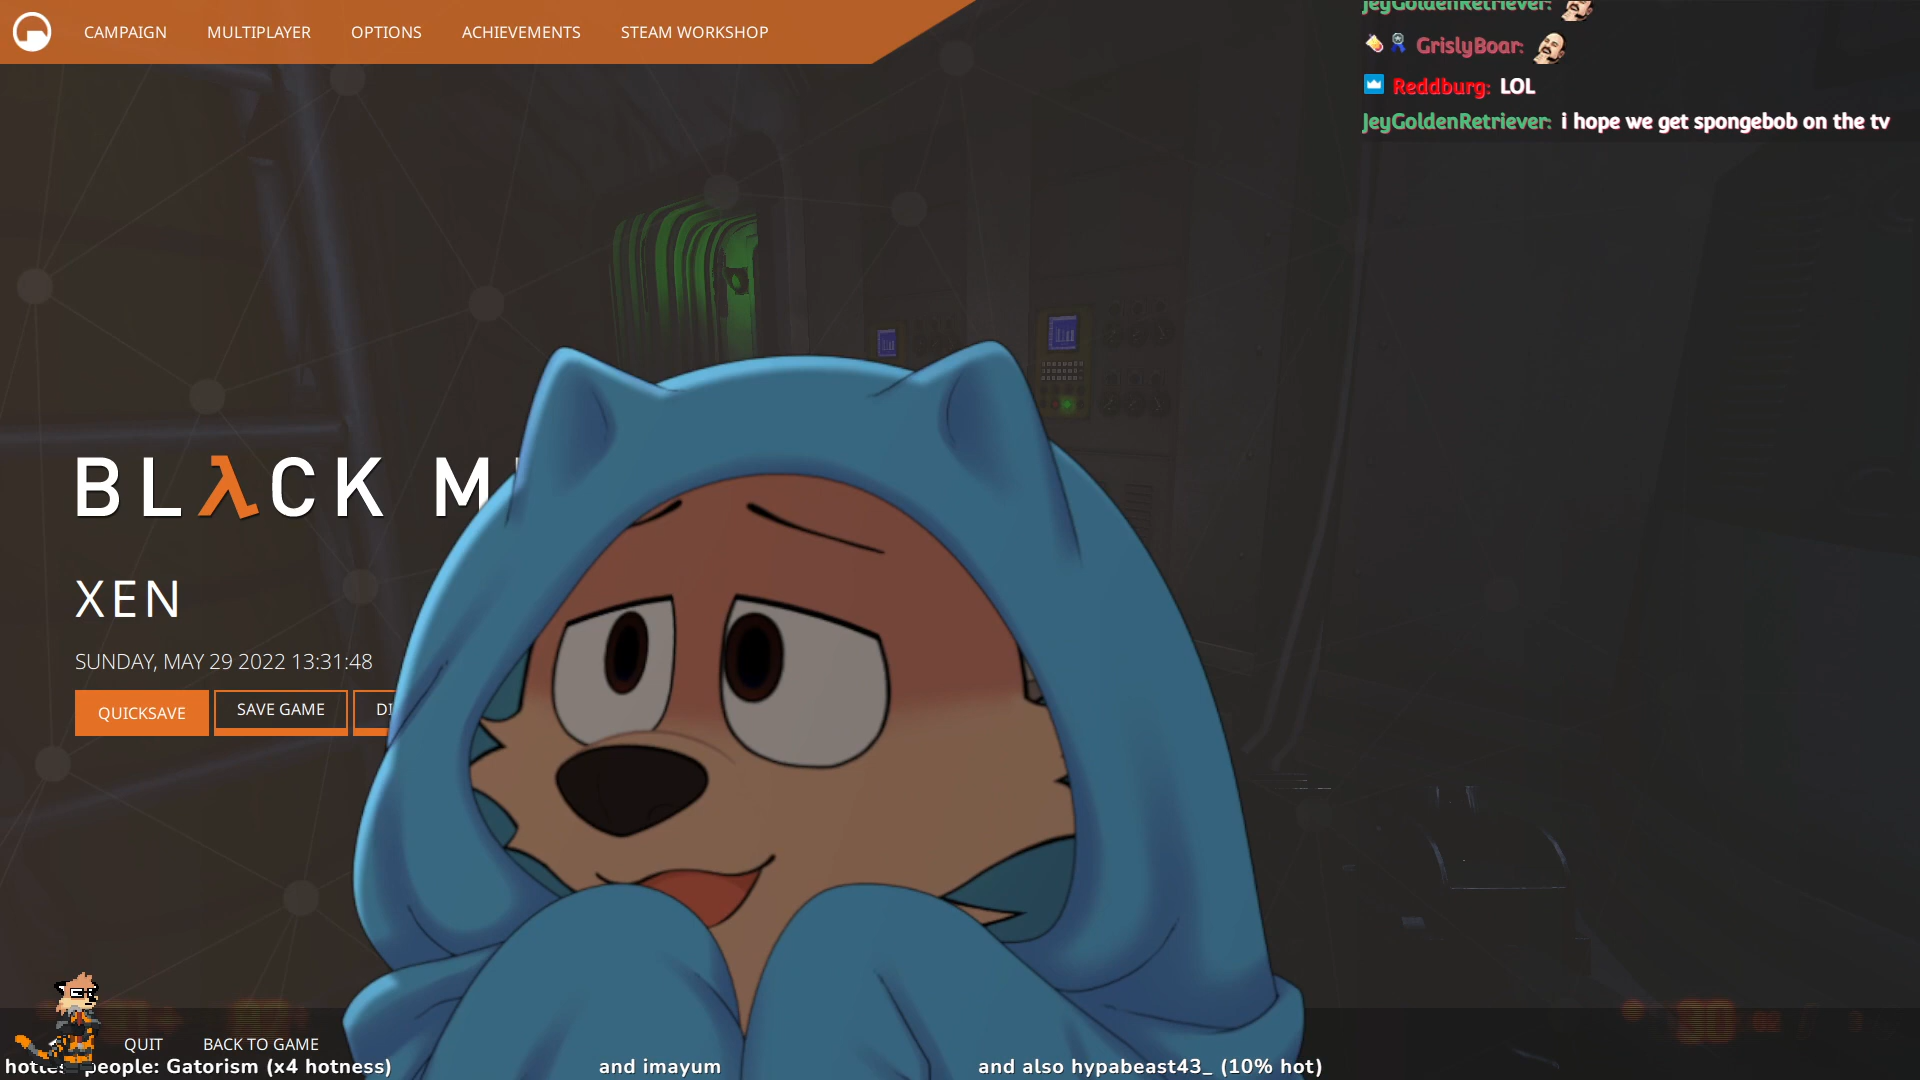 CAMPAIGN MULTIPLAYER OPTIONS ACHIEVEMENTS STEAM WORKSHOP
JeyGoldenRetriever:
GrislyBoar:
Reddburg: LOL
JeyGoldenRetriever: i hope we get spongebob on the tv
BLλCK M
XEN
SUNDAY, MAY 29 2022 13:31:48
QUICKSAVE SAVE GAME
QUIT BACK TO GAME
people: Gatorism (x4 hotness) and imayum and also hypabeast43_ (10% hot)